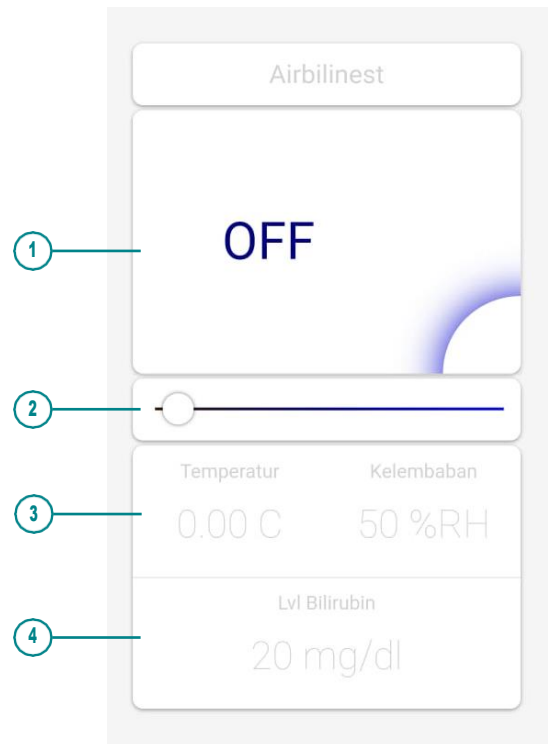 Airbilinest
1
OFF
2
Temperatur Kelembaban
3
0.00 C 50 %RH
Lvl Bilirubin
4
20 mg/dl